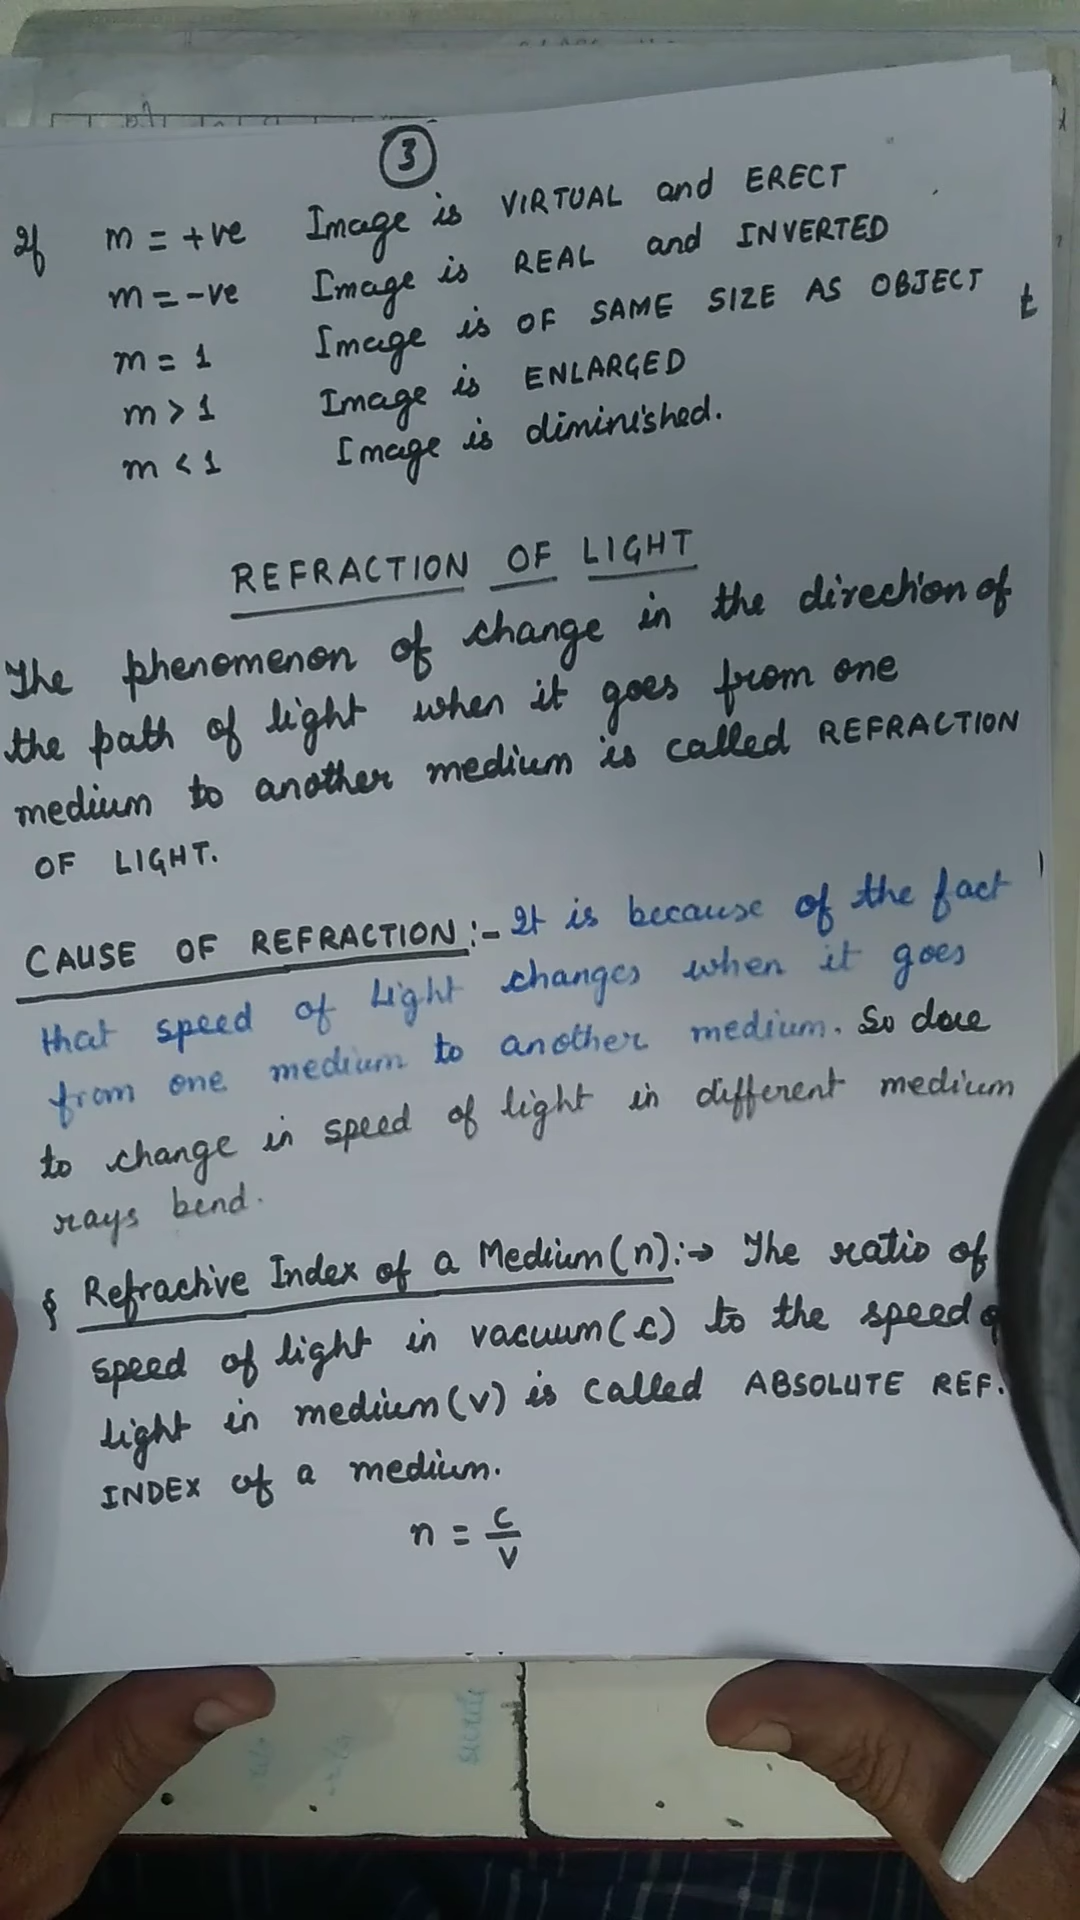 3
If m = +ve Image is VIRTUAL and ERECT
m = -ve Image is REAL and INVERTED
m = 1 Image is OF SAME SIZE AS OBJECT
m > 1 Image is ENLARGED
m < 1 Image is diminished.
REFRACTION OF LIGHT
The phenomenon of change in the direction of
the path of light when it goes from one
medium to another medium is called REFRACTION
OF LIGHT.
CAUSE OF REFRACTION :- It is because of the fact
that speed of Light changes when it goes
from one medium to another medium. So due
to change in speed of light in different medium
rays bend.
§ Refractive Index of a Medium (n) :→ The ratio of
speed of light in vacuum (c) to the speed of
light in medium (v) is called ABSOLUTE REF.
INDEX of a medium.
n = c/v